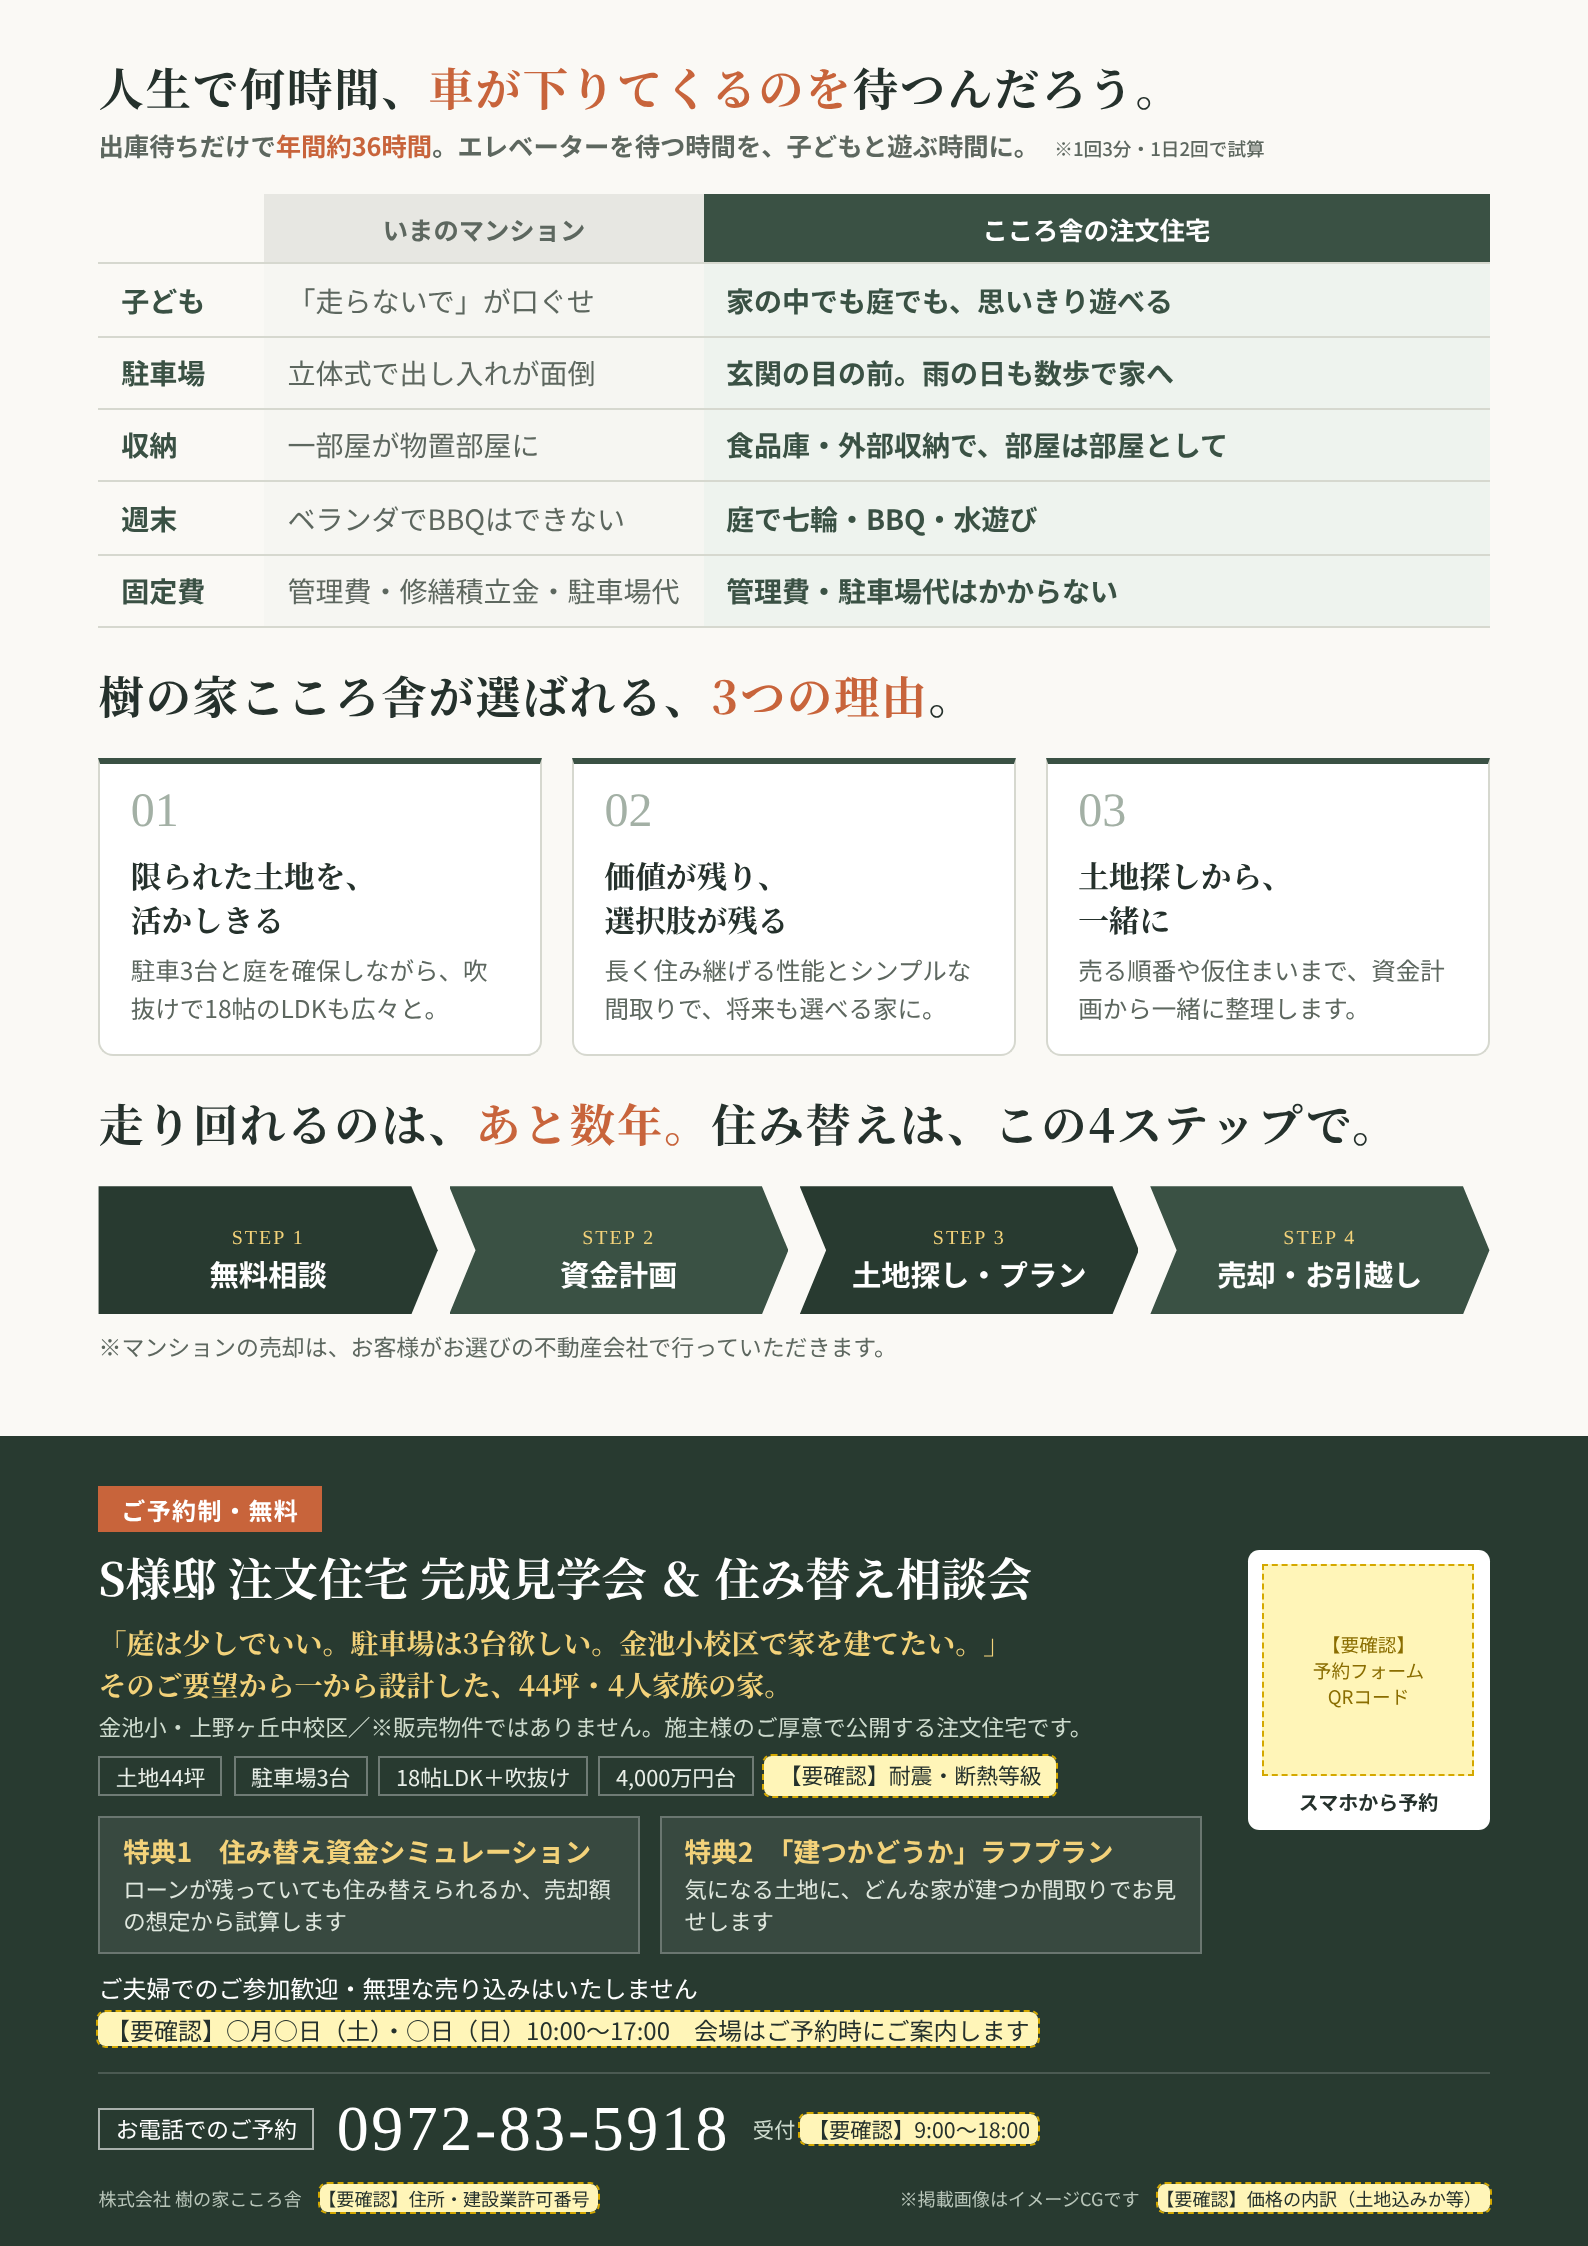 人生で何時間、車が下りてくるのを待つんだろう。
出庫待ちだけで年間約36時間。エレベーターを待つ時間を、子どもと遊ぶ時間に。 ※1回3分・1日2回で試算
いまのマンション こころ舎の注文住宅
子ども 「走らないで」が口ぐせ 家の中でも庭でも、思いきり遊べる
駐車場 立体式で出し入れが面倒 玄関の目の前。雨の日も数歩で家へ
収納 一部屋が物置部屋に 食品庫・外部収納で、部屋は部屋として
週末 ベランダでBBQはできない 庭で七輪・BBQ・水遊び
固定費 管理費・修繕積立金・駐車場代 管理費・駐車場代はかからない
樹の家こころ舎が選ばれる、3つの理由。
01
限られた土地を、
活かしきる
駐車3台と庭を確保しながら、吹
抜けで18帖のLDKも広々と。
02
価値が残り、
選択肢が残る
長く住み継げる性能とシンプルな
間取りで、将来も選べる家に。
03
土地探しから、
一緒に
売る順番や仮住まいまで、資金計
画から一緒に整理します。
走り回れるのは、あと数年。住み替えは、この4ステップで。
STEP 1
無料相談
STEP 2
資金計画
STEP 3
土地探し・プラン
STEP 4
売却・お引越し
※マンションの売却は、お客様がお選びの不動産会社で行っていただきます。
ご予約制・無料
S様邸 注文住宅 完成見学会 & 住み替え相談会
「庭は少しでいい。駐車場は3台欲しい。金池小校区で家を建てたい。」
そのご要望から一から設計した、44坪・4人家族の家。
金池小・上野ヶ丘中校区／※販売物件ではありません。施主様のご厚意で公開する注文住宅です。
土地44坪 駐車場3台 18帖LDK＋吹抜け 4,000万円台 【要確認】耐震・断熱等級
【要確認】
予約フォーム
QRコード
スマホから予約
特典1 住み替え資金シミュレーション
ローンが残っていても住み替えられるか、売却額
の想定から試算します
特典2 「建つかどうか」ラフプラン
気になる土地に、どんな家が建つか間取りでお見
せします
ご夫婦でのご参加歓迎・無理な売り込みはいたしません
【要確認】〇月〇日（土）・〇日（日）10:00〜17:00 会場はご予約時にご案内します
お電話でのご予約 0972-83-5918 受付【要確認】9:00〜18:00
株式会社 樹の家こころ舎 【要確認】住所・建設業許可番号 ※掲載画像はイメージCGです 【要確認】価格の内訳（土地込みか等）